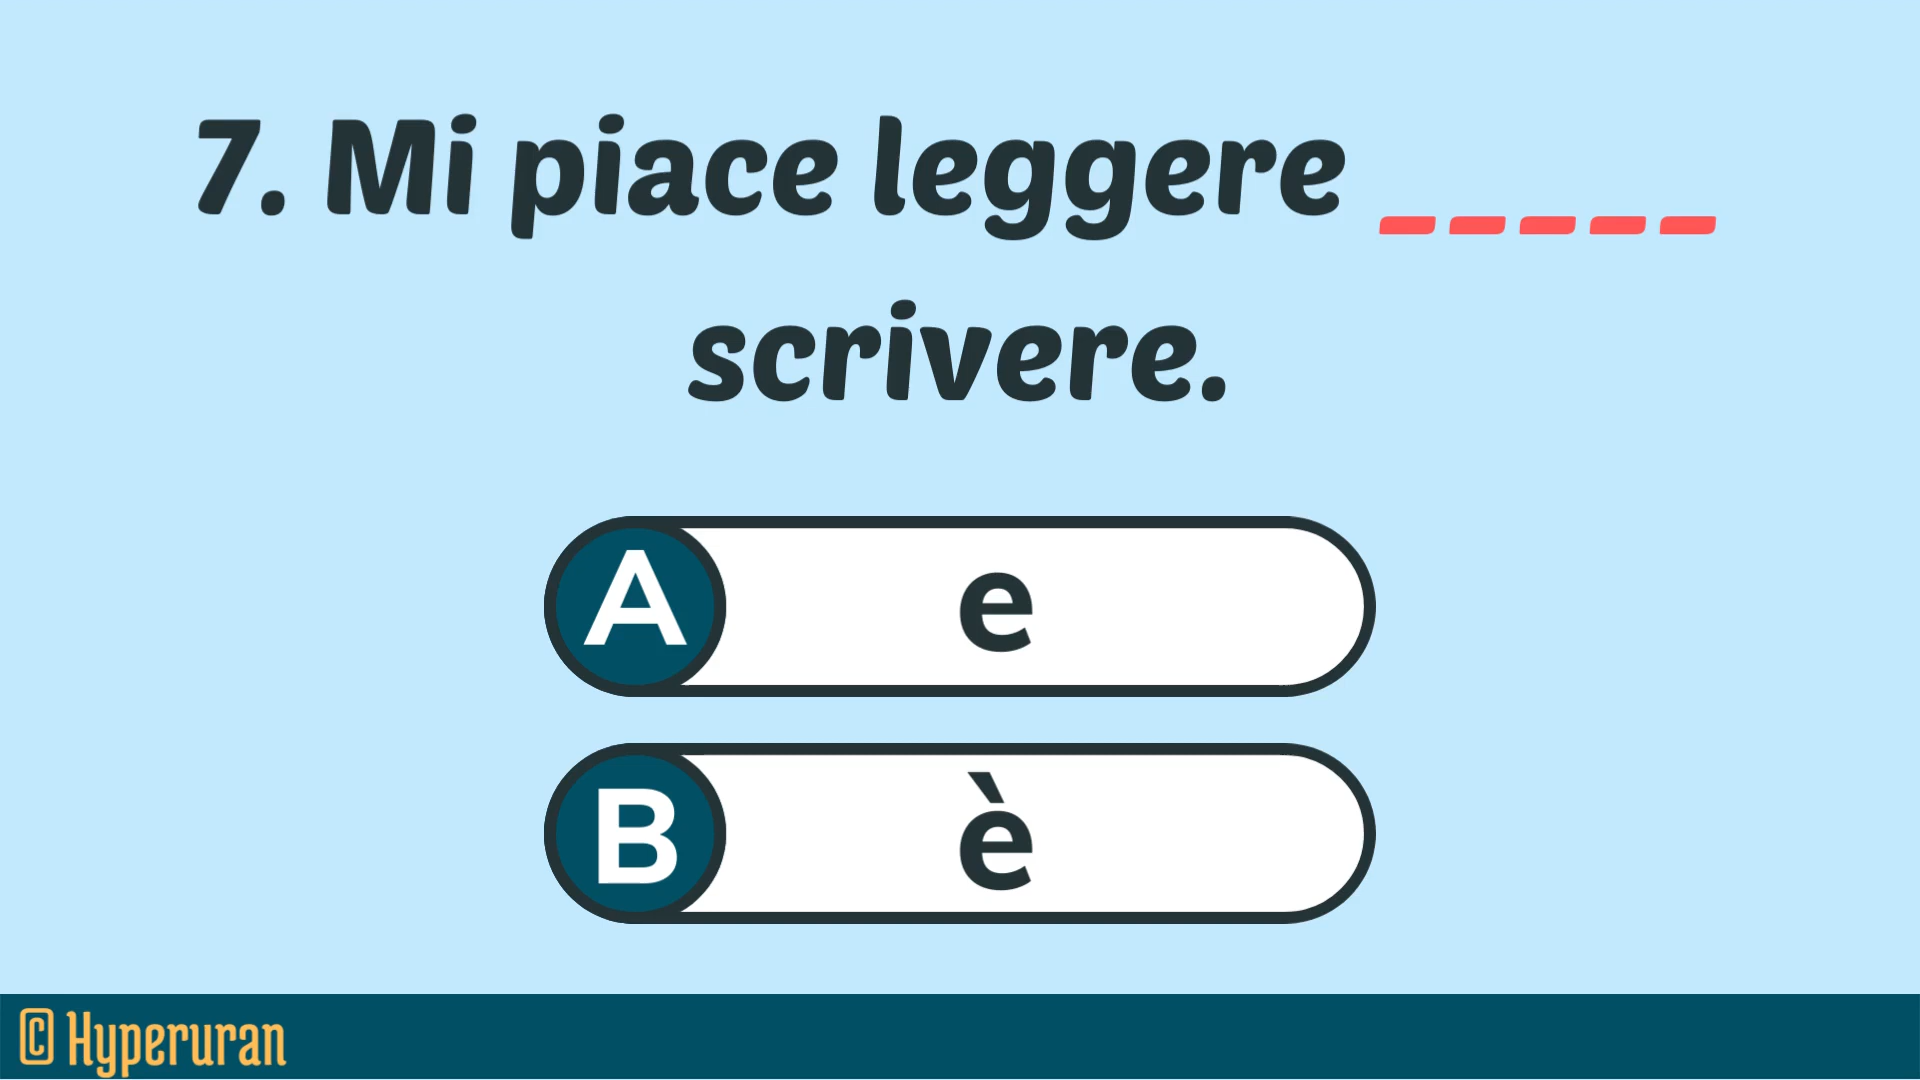 7. Mi piace leggere _____
scrivere.
A e
B è
© Hyperuran